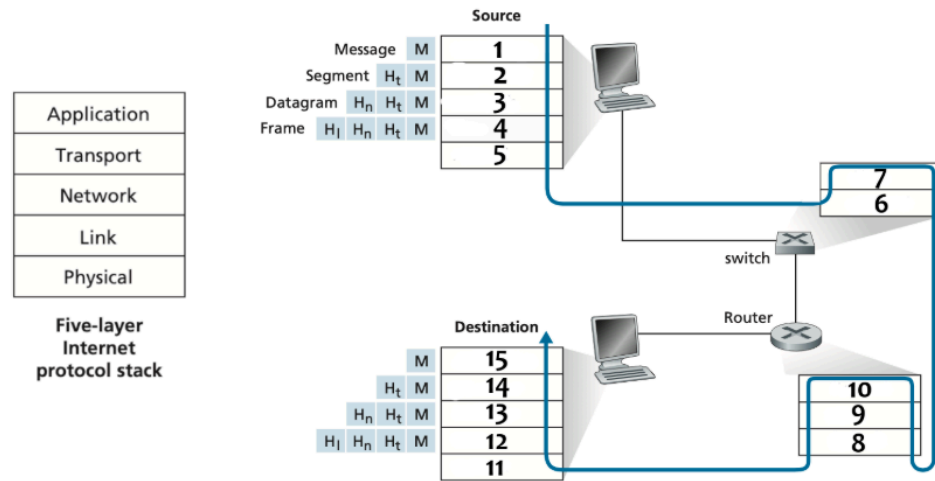 Source
Message M 1
Segment Ht M 2
Datagram Hn Ht M 3
Frame Hl Hn Ht M 4
5
Application
Transport
Network
Link
Physical
Five-layer
Internet
protocol stack
7
6
switch
Router
Destination
M 15
Ht M 14
Hn Ht M 13
Hl Hn Ht M 12
11
10
9
8